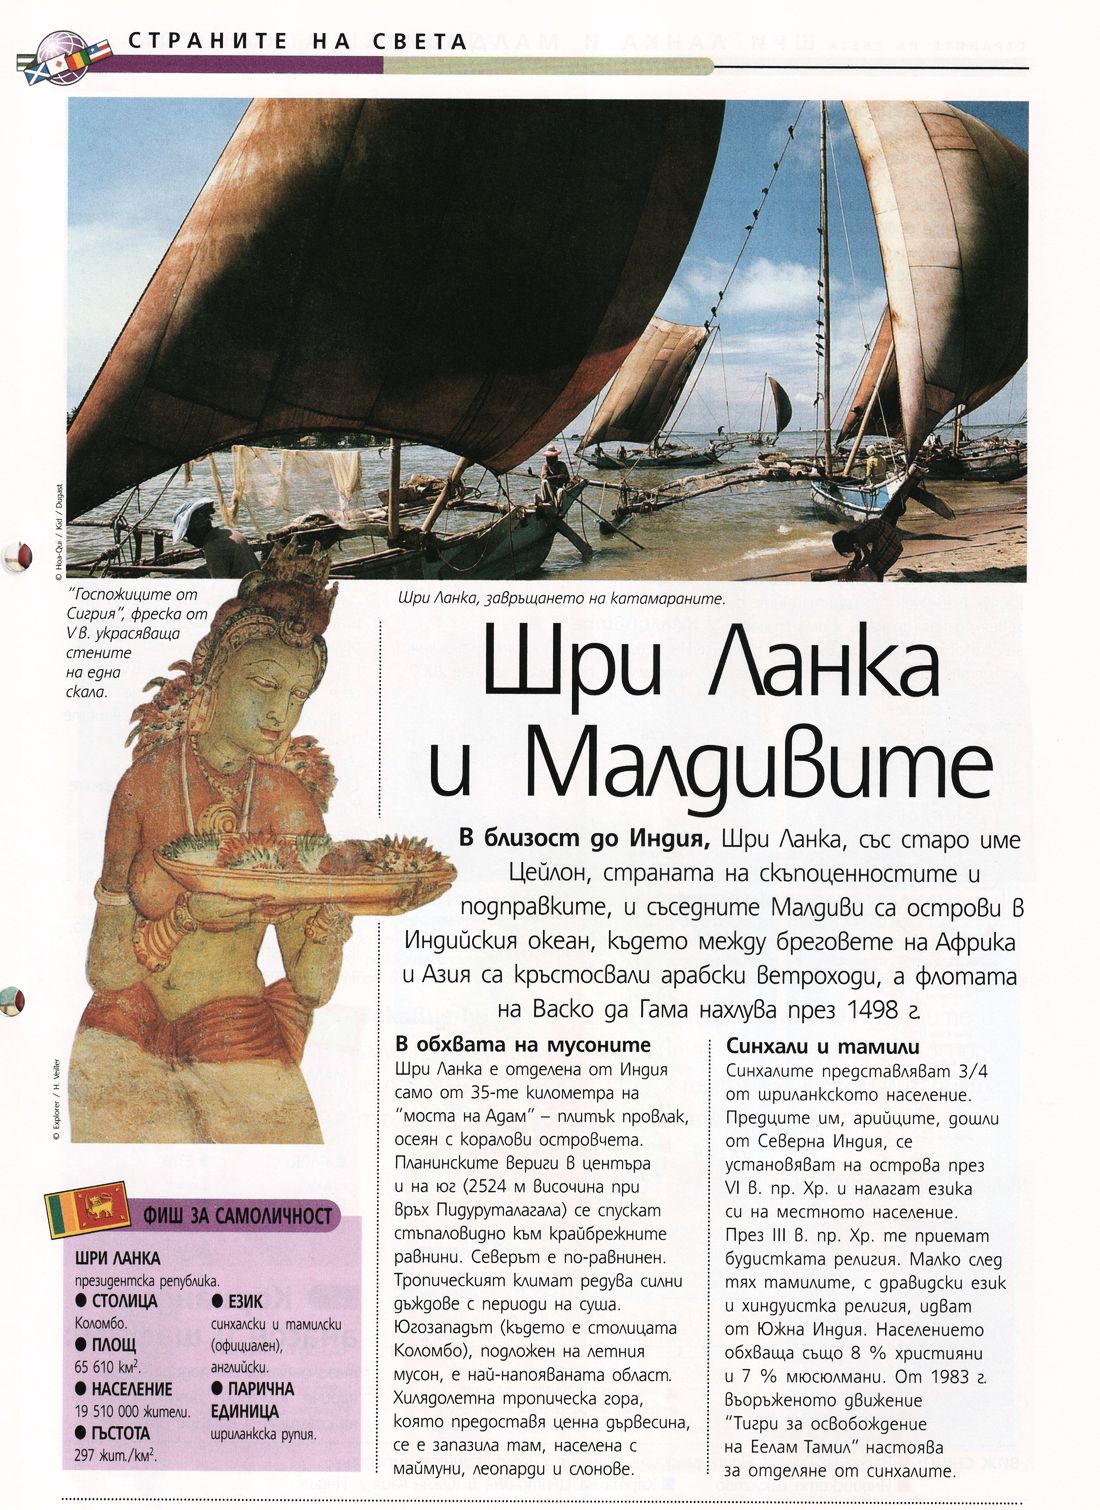 СТРАНИТЕ НА СВЕТА
© Hoa-Qui / Kid / Dugast
"Госпожиците от
Сигрия", фреска от
V в. украсяваща
стените
на една
скала.
Шри Ланка, завръщането на катамараните.
Шри Ланка
и Малдивите
В близост до Индия, Шри Ланка, със старо име
Цейлон, страната на скъпоценностите и
подправките, и съседните Малдиви са острови в
Индийския океан, където между бреговете на Африка
и Азия са кръстосвали арабски ветроходи, а флотата
на Васко да Гама нахлува през 1498 г.
© Explorer / H. Veiller
В обхвата на мусоните
Шри Ланка е отделена от Индия
само от 35-те километра на
"моста на Адам" – плитък провлак,
осеян с коралови островчета.
Планинските вериги в центъра
и на юг (2524 м височина при
връх Пидуруталагала) се спускат
стъпаловидно към крайбрежните
равнини. Северът е по-равнинен.
Тропическият климат редува силни
дъждове с периоди на суша.
Югозападът (където е столицата
Коломбо), подложен на летния
мусон, е най-напояваната област.
Хилядолетна тропическа гора,
която предоставя ценна дървесина,
се е запазила там, населена с
маймуни, леопарди и слонове.
Синхали и тамили
Синхалите представляват 3/4
от шриланкското население.
Предците им, арийците, дошли
от Северна Индия, се
установяват на острова през
VI в. пр. Хр. и налагат езика
си на местното население.
През III в. пр. Хр. те приемат
будистката религия. Малко след
тях тамилите, с дравидски език
и хиндуистка религия, идват
от Южна Индия. Населението
обхваща също 8 % християни
и 7 % мюсюлмани. От 1983 г.
въоръженото движение
"Тигри за освобождение
на Еелам Тамил" настоява
за отделяне от синхалите.
ФИШ ЗА САМОЛИЧНОСТ
ШРИ ЛАНКА
президентска република.
● СТОЛИЦА
Коломбо.
● ПЛОЩ
65 610 км².
● НАСЕЛЕНИЕ
19 510 000 жители.
● ГЪСТОТА
297 жит./км².
● ЕЗИК
синхалски и тамилски
(официален),
английски.
● ПАРИЧНА
ЕДИНИЦА
шриланкска рупия.